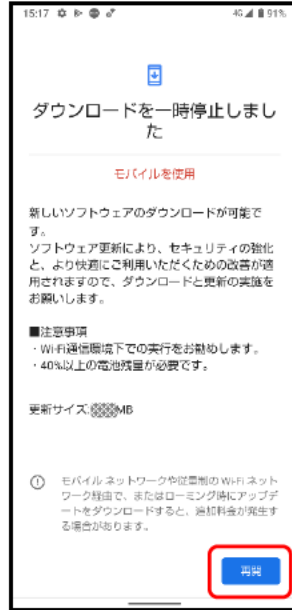 15:17 4G 91%
ダウンロードを一時停止しまし
た
モバイルを使用
新しいソフトウェアのダウンロードが可能で
す。
ソフトウェア更新により、セキュリティの強化
と、より快適にご利用いただくための改善が適
用されますので、ダウンロードと更新の実施を
お願いします。
■注意事項
・Wi-Fi通信環境下での実行をお勧めします。
・40%以上の電池残量が必要です。
更新サイズ:MB
モバイル ネットワークや従量制の Wi-Fi ネット
ワーク経由で、またはローミング時にアップデ
ートをダウンロードすると、追加料金が発生す
る場合があります。
再開